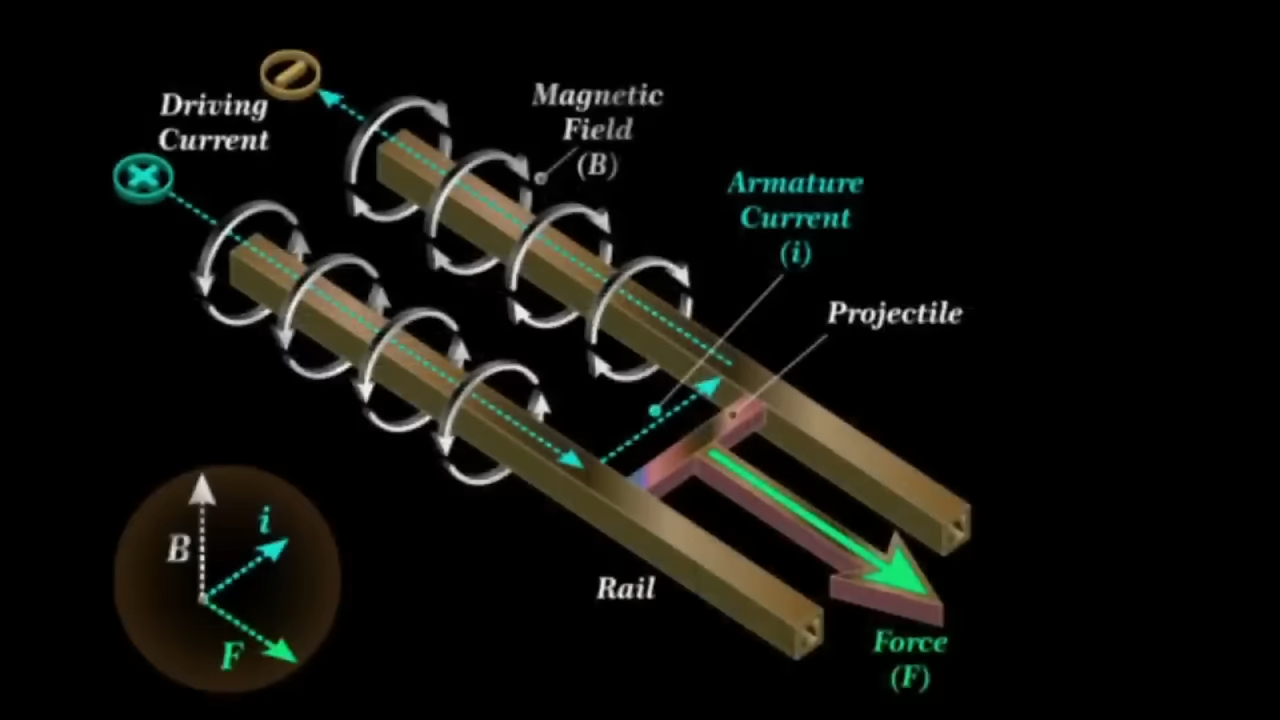 Driving
Current
Magnetic
Field
(B)
Armature
Current
(i)
Projectile
i
B
F
Rail
Force
(F)